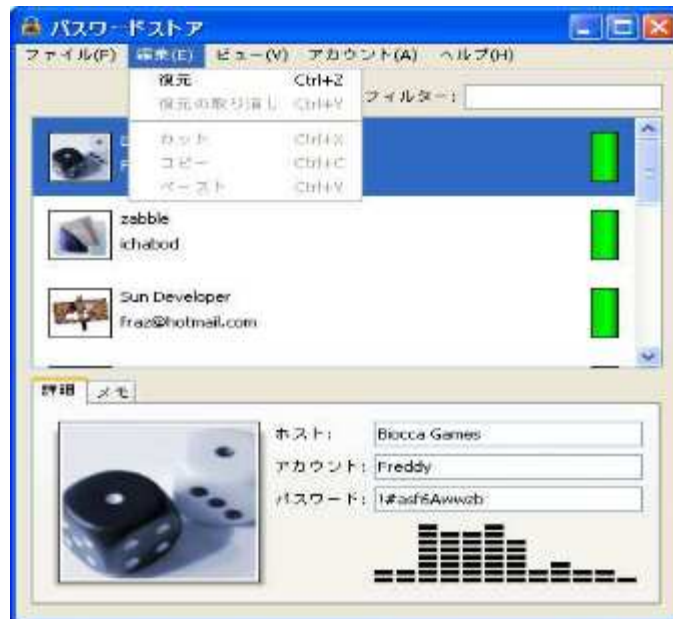 パスワードストア
ファイル(F) 編集(E) ビュー(V) アカウント(A) ヘルプ(H)
復元 Ctrl+Z
復元の取り消し Ctrl+Y
フィルター:
カット Ctrl+X
コピー Ctrl+C
ペースト Ctrl+V
zabble
ichabod
Sun Developer
fraz@hotmail.com
詳細 メモ
ホスト: Biocca Games
アカウント: Freddy
パスワード: !#asf6Awwzb